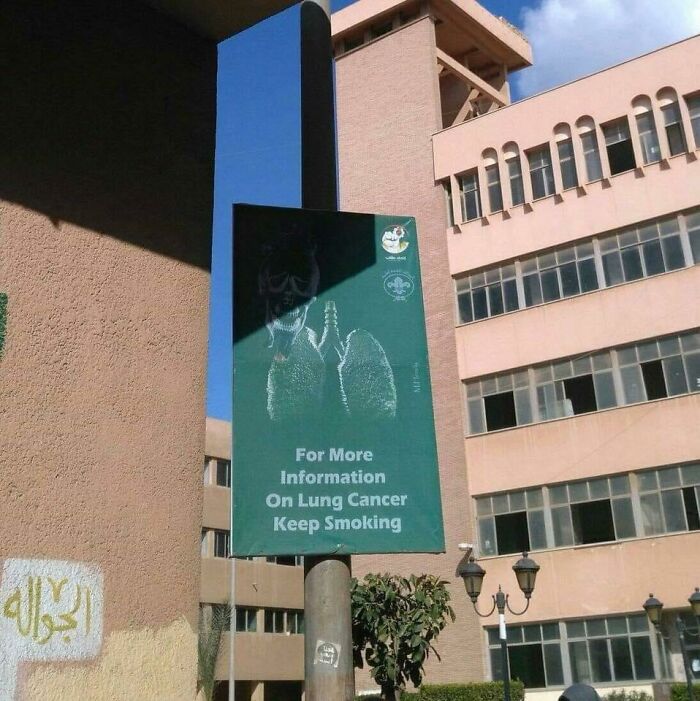 For More
Information
On Lung Cancer
Keep Smoking
الجوالة